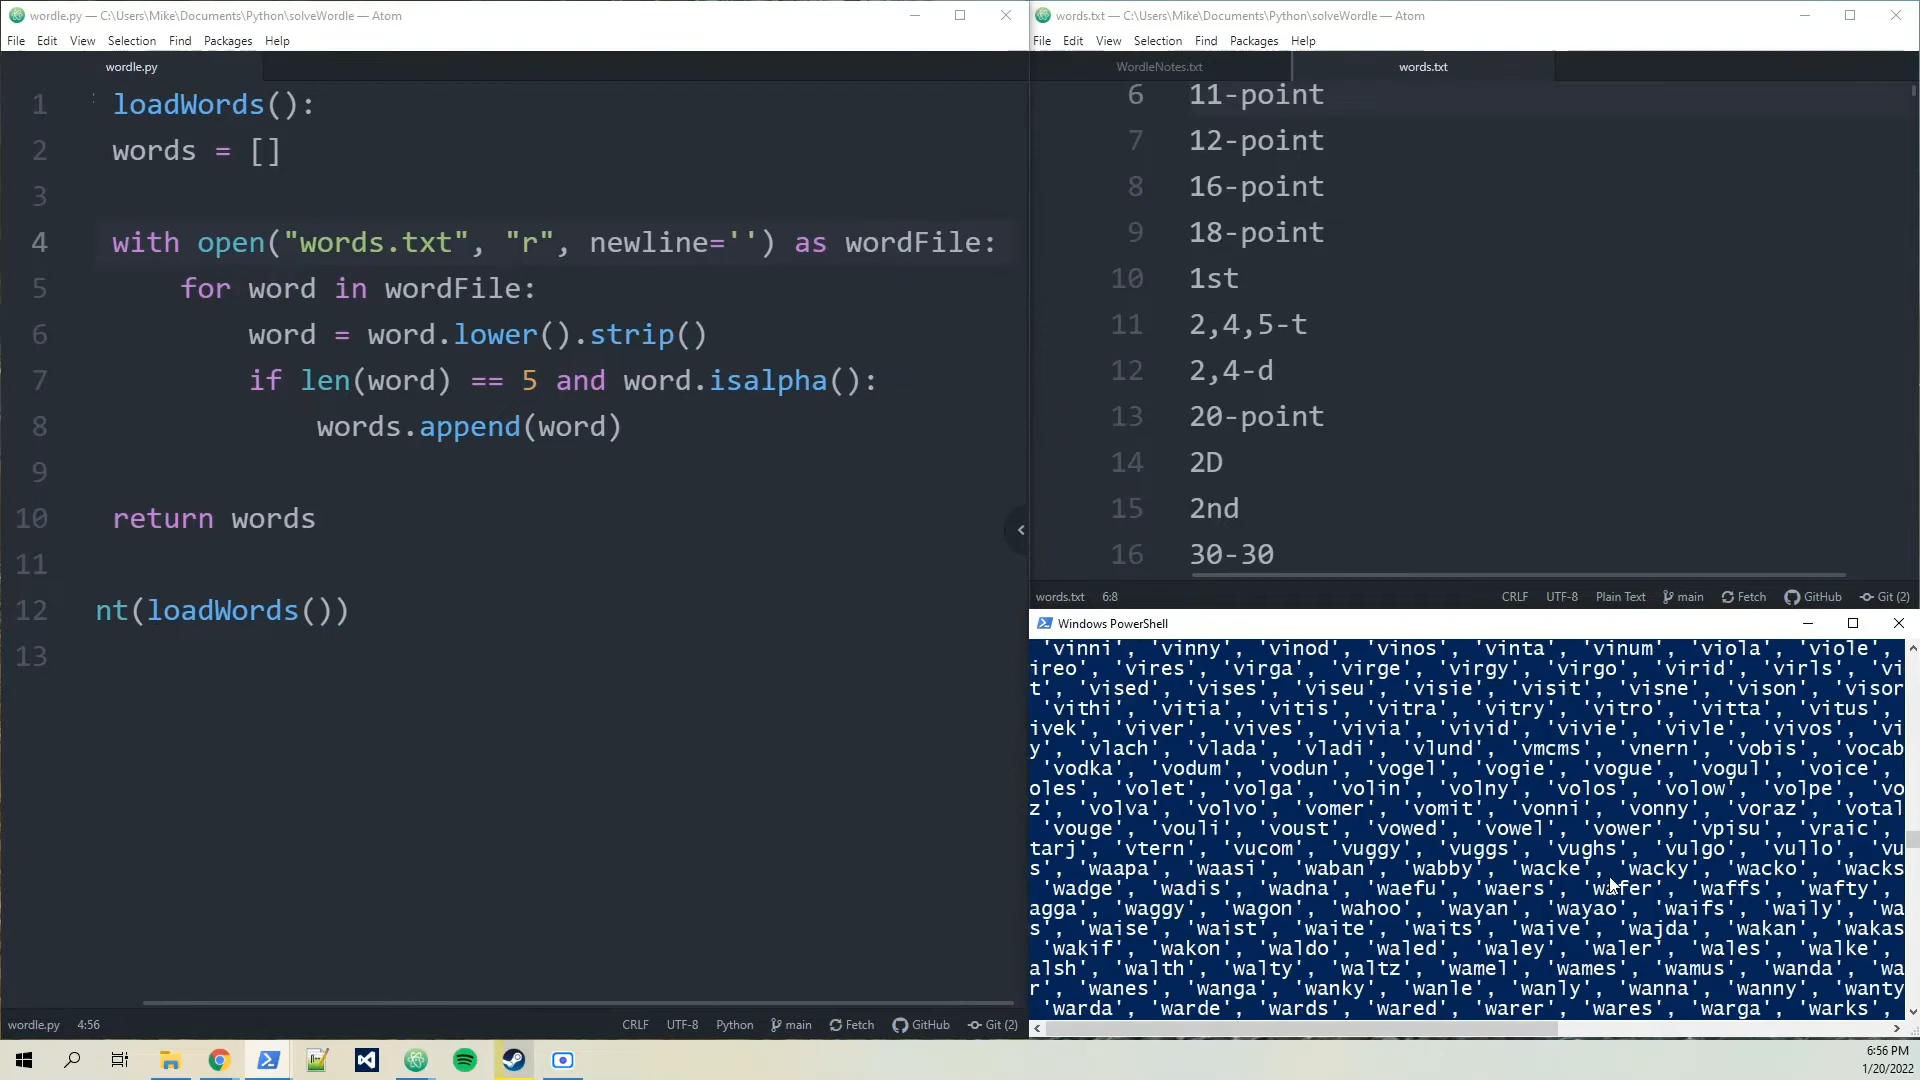 wordle.py — C:\Users\Mike\Documents\Python\solveWordle — Atom
File Edit View Selection Find Packages Help
wordle.py
1 loadWords():
2 words = []
3
4 with open("words.txt", "r", newline='') as wordFile:
5 for word in wordFile:
6 word = word.lower().strip()
7 if len(word) == 5 and word.isalpha():
8 words.append(word)
9
10 return words
11
12 nt(loadWords())
13
wordle.py 4:56 CRLF UTF-8 Python main Fetch GitHub Git (2)
words.txt — C:\Users\Mike\Documents\Python\solveWordle — Atom
File Edit View Selection Find Packages Help
WordleNotes.txt words.txt
6 11-point
7 12-point
8 16-point
9 18-point
10 1st
11 2,4,5-t
12 2,4-d
13 20-point
14 2D
15 2nd
16 30-30
words.txt 6:8 CRLF UTF-8 Plain Text main Fetch GitHub Git (2)
Windows PowerShell
'vinni', 'vinny', 'vinod', 'vinos', 'vinta', 'vinum', 'viola', 'viole',
ireo', 'vires', 'virga', 'virge', 'virgy', 'virgo', 'virid', 'virls', 'vi
t', 'vised', 'vises', 'viseu', 'visie', 'visit', 'visne', 'vison', 'visor
'vithi', 'vitia', 'vitis', 'vitra', 'vitry', 'vitro', 'vitta', 'vitus',
ivek', 'viver', 'vives', 'vivia', 'vivid', 'vivie', 'vivle', 'vivos', 'vi
y', 'vlach', 'vlada', 'vladi', 'vlund', 'vmcms', 'vnern', 'vobis', 'vocab
'vodka', 'vodum', 'vodun', 'vogel', 'vogie', 'vogue', 'vogul', 'voice',
oles', 'volet', 'volga', 'volin', 'volny', 'volos', 'volow', 'volpe', 'vo
z', 'volva', 'volvo', 'vomer', 'vomit', 'vonni', 'vonny', 'voraz', 'votal
'vouge', 'vouli', 'voust', 'vowed', 'vowel', 'vower', 'vpisu', 'vraic',
tarj', 'vtern', 'vucom', 'vuggy', 'vuggs', 'vughs', 'vulgo', 'vullo', 'vu
s', 'waapa', 'waasi', 'waban', 'wabby', 'wacke', 'wacky', 'wacko', 'wacks
'wadge', 'wadis', 'wadna', 'waefu', 'waers', 'wafer', 'waffs', 'wafty',
agga', 'waggy', 'wagon', 'wahoo', 'wayan', 'wayao', 'waifs', 'waily', 'wa
s', 'waise', 'waist', 'waite', 'waits', 'waive', 'wajda', 'wakan', 'wakas
'wakif', 'wakon', 'waldo', 'waled', 'waley', 'waler', 'wales', 'walke',
alsh', 'walth', 'walty', 'waltz', 'wamel', 'wames', 'wamus', 'wanda', 'wa
r', 'wanes', 'wanga', 'wanky', 'wanle', 'wanly', 'wanna', 'wanny', 'wanty
'warda', 'warde', 'wards', 'wared', 'warer', 'wares', 'warga', 'warks',
6:56 PM
1/20/2022